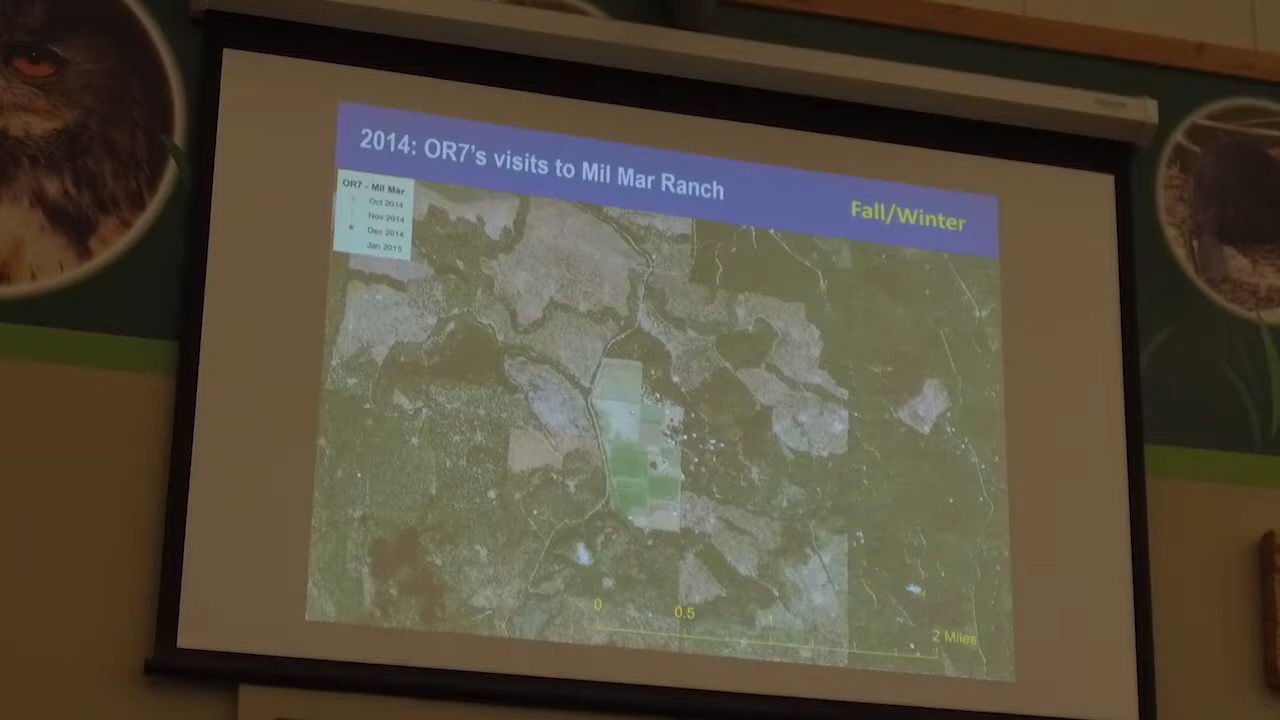 2014: OR7's visits to Mil Mar Ranch
Fall/Winter
OR7 - Mil Mar
Oct 2014
Nov 2014
Dec 2014
Jan 2015
0
0.5
1
2 Miles